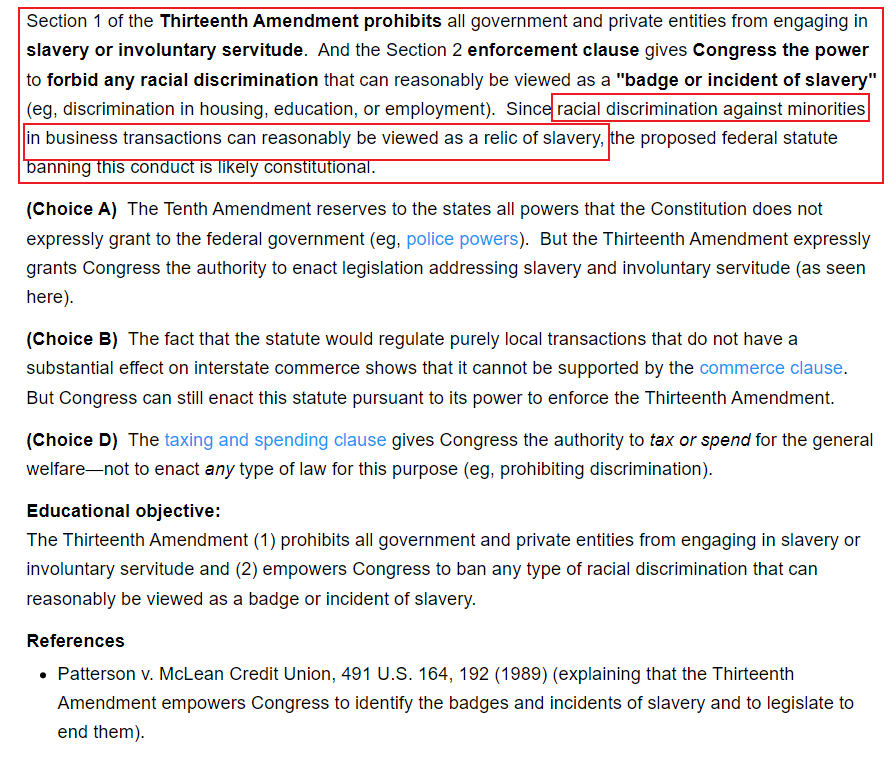 Section 1 of the Thirteenth Amendment prohibits all government and private entities from engaging in
slavery or involuntary servitude.  And the Section 2 enforcement clause gives Congress the power
to forbid any racial discrimination that can reasonably be viewed as a "badge or incident of slavery"
(eg, discrimination in housing, education, or employment).  Since racial discrimination against minorities
in business transactions can reasonably be viewed as a relic of slavery, the proposed federal statute
banning this conduct is likely constitutional.
(Choice A)  The Tenth Amendment reserves to the states all powers that the Constitution does not
expressly grant to the federal government (eg, police powers).  But the Thirteenth Amendment expressly
grants Congress the authority to enact legislation addressing slavery and involuntary servitude (as seen
here).
(Choice B)  The fact that the statute would regulate purely local transactions that do not have a
substantial effect on interstate commerce shows that it cannot be supported by the commerce clause.
But Congress can still enact this statute pursuant to its power to enforce the Thirteenth Amendment.
(Choice D)  The taxing and spending clause gives Congress the authority to tax or spend for the general
welfare—not to enact any type of law for this purpose (eg, prohibiting discrimination).
Educational objective:
The Thirteenth Amendment (1) prohibits all government and private entities from engaging in slavery or
involuntary servitude and (2) empowers Congress to ban any type of racial discrimination that can
reasonably be viewed as a badge or incident of slavery.
References
• Patterson v. McLean Credit Union, 491 U.S. 164, 192 (1989) (explaining that the Thirteenth
Amendment empowers Congress to identify the badges and incidents of slavery and to legislate to
end them).